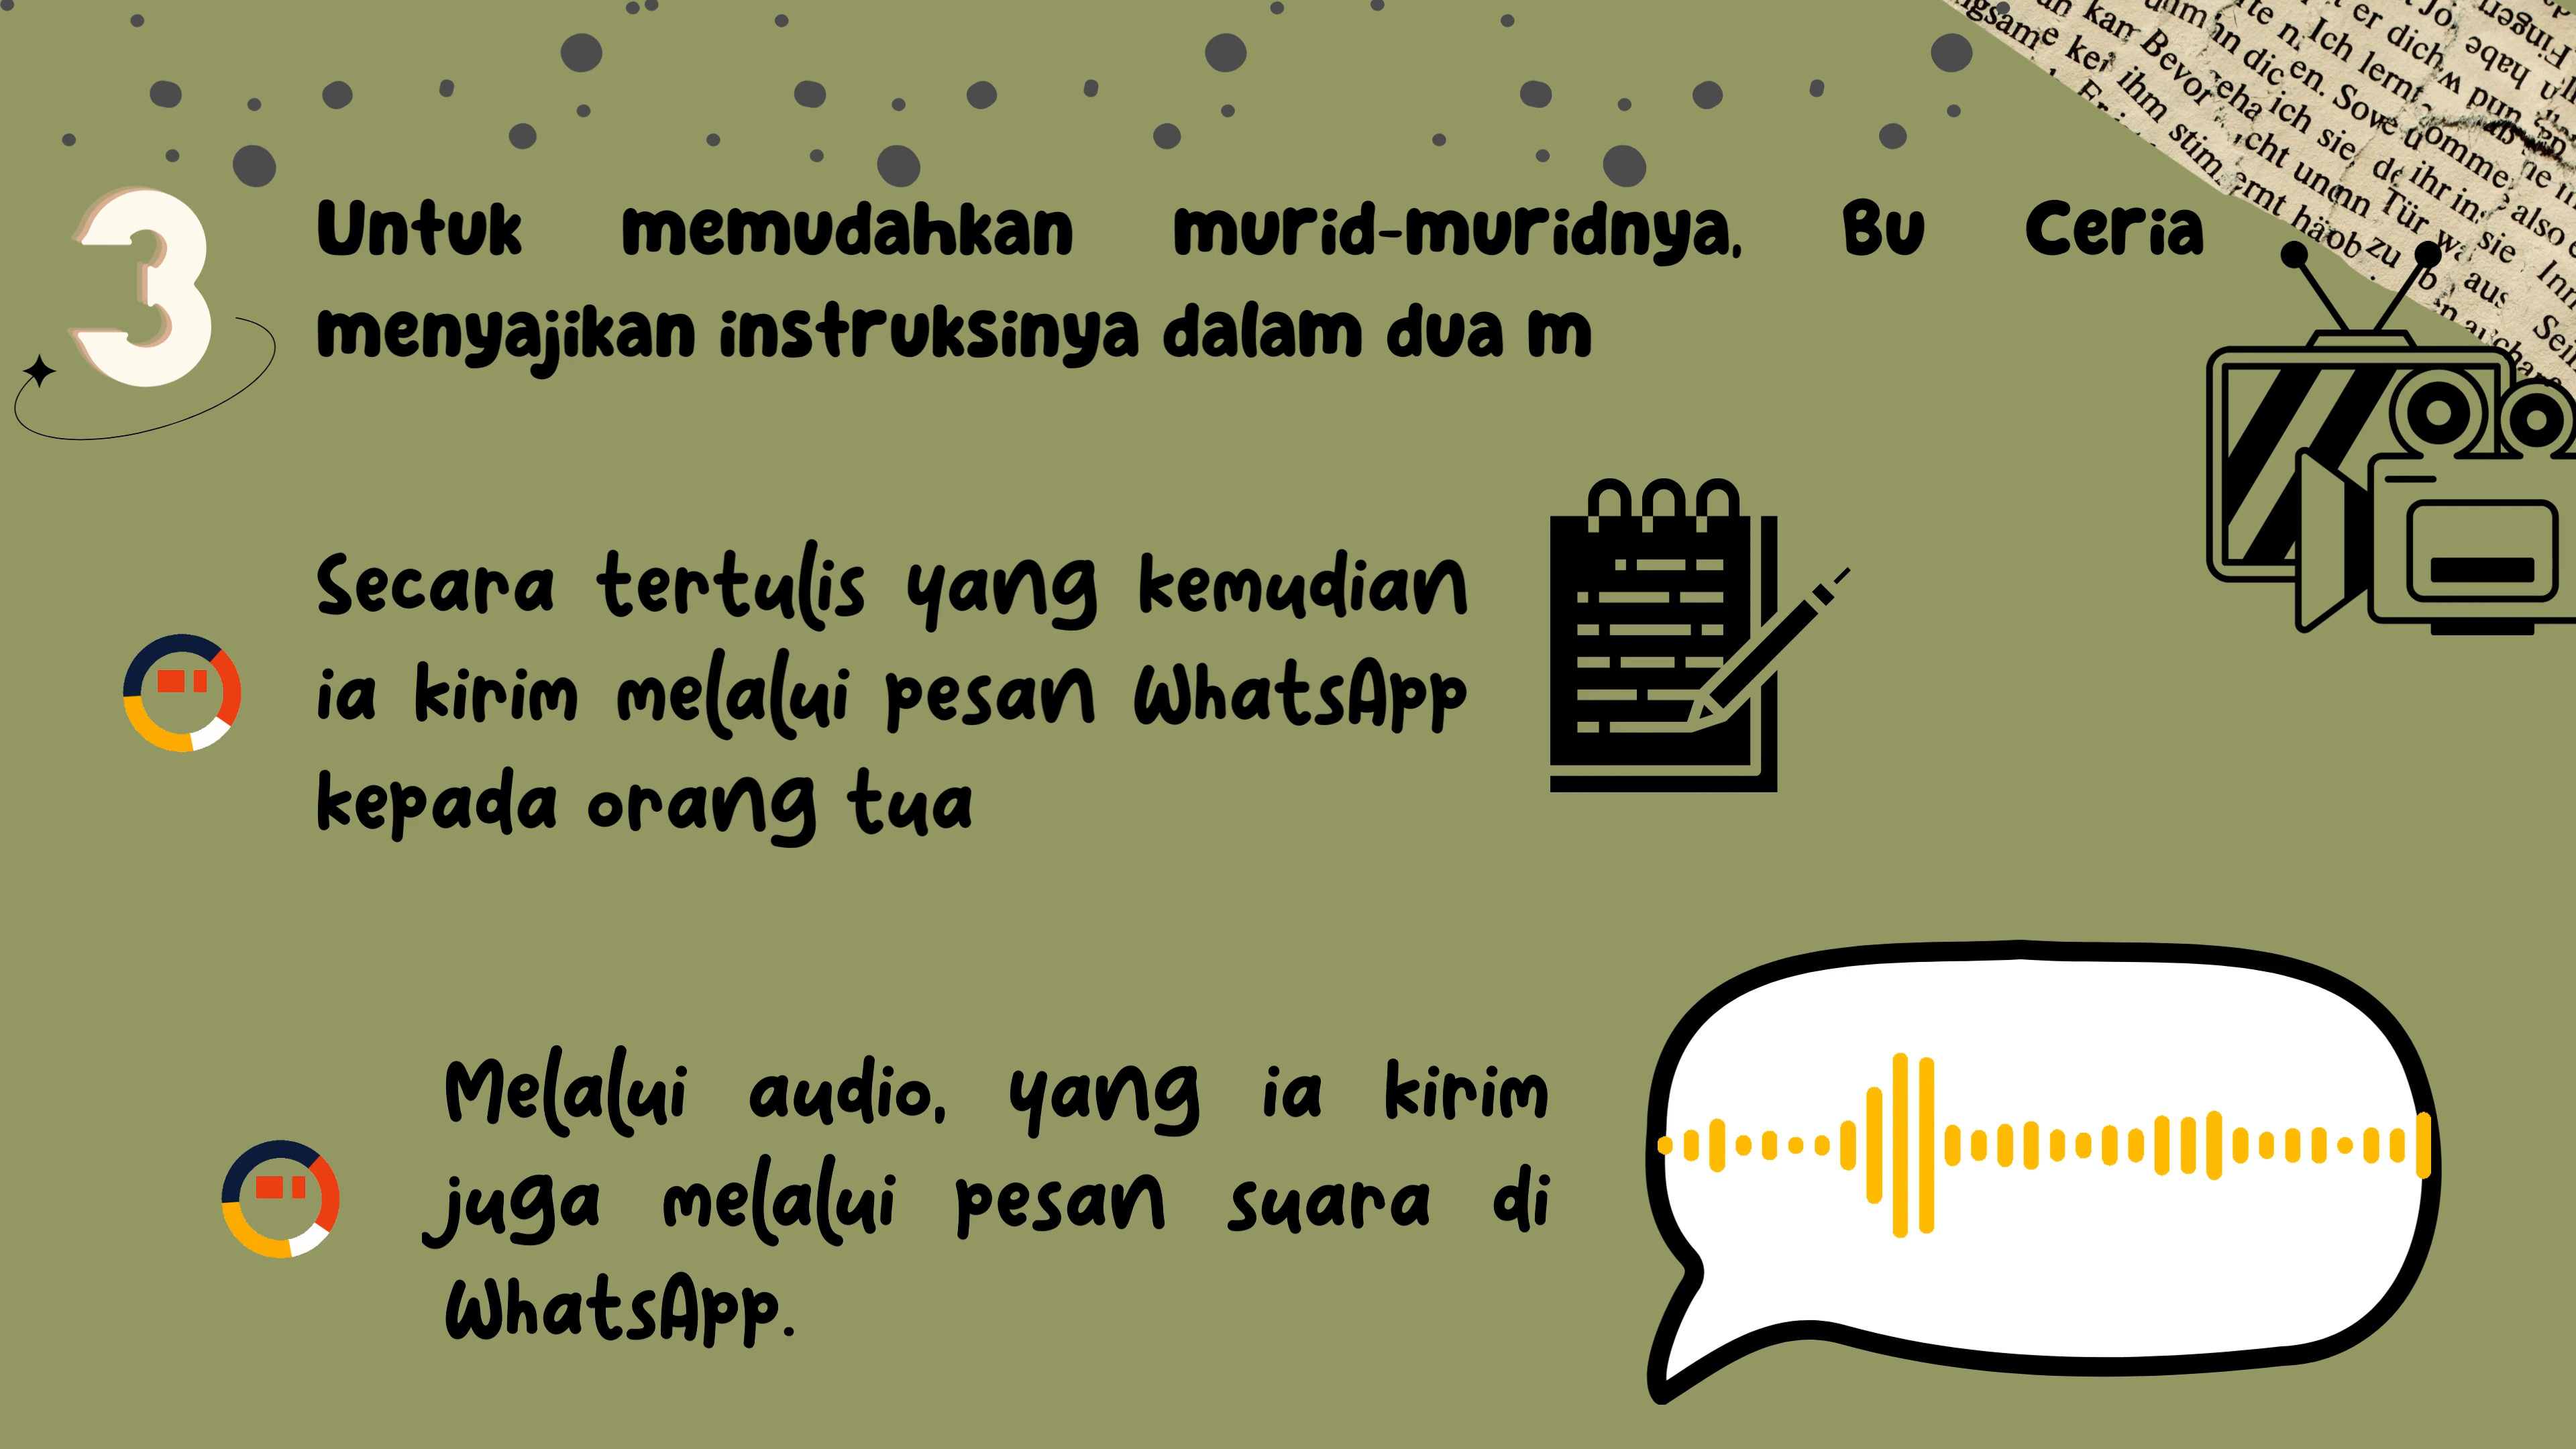 3
Untuk memudahkan murid-muridnya, Bu Ceria
menyajikan instruksinya dalam dua m
Secara tertulis yang kemudian
ia kirim melalui pesan WhatsApp
kepada orang tua
Melalui audio, yang ia kirim
juga melalui pesan suara di
WhatsApp.